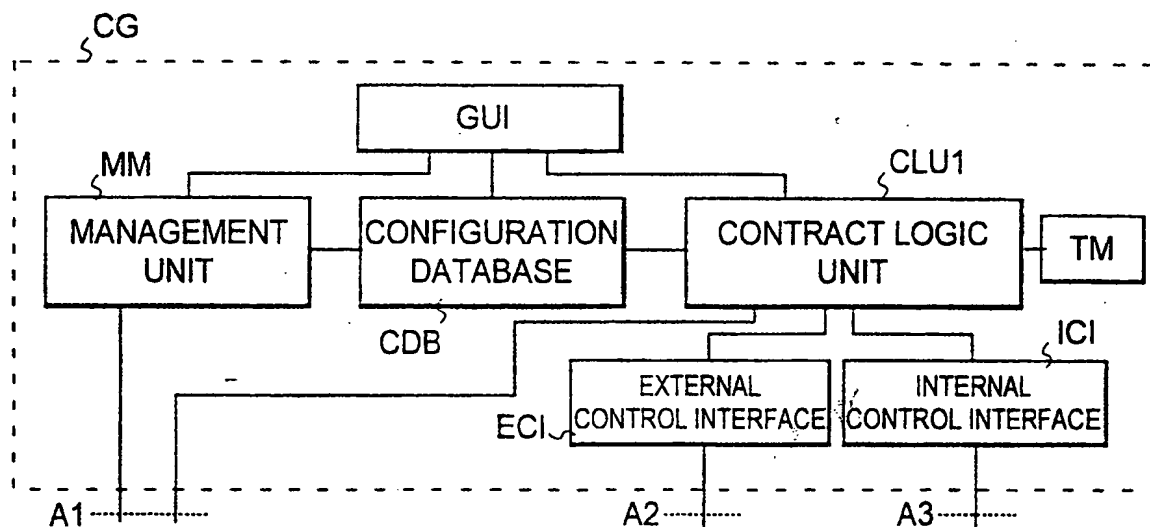 CG
GUI
MM
CLU1
MANAGEMENT
UNIT
CONFIGURATION
DATABASE
CONTRACT LOGIC
UNIT
TM
CDB
ICI
EXTERNAL
CONTROL INTERFACE
INTERNAL
CONTROL INTERFACE
ECI
A1
A2
A3